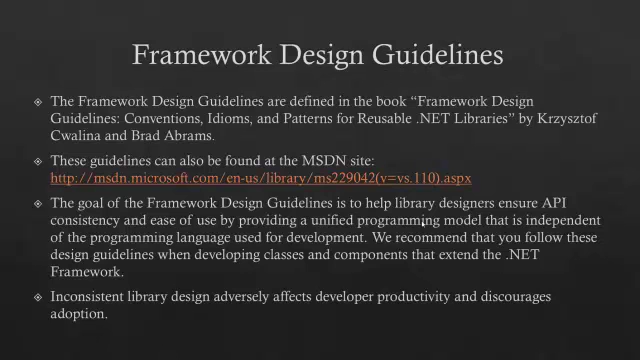 Framework Design Guidelines
The Framework Design Guidelines are defined in the book “Framework Design
Guidelines: Conventions, Idioms, and Patterns for Reusable .NET Libraries” by Krzysztof
Cwalina and Brad Abrams.
These guidelines can also be found at the MSDN site:
http://msdn.microsoft.com/en-us/library/ms229042(v=vs.110).aspx
The goal of the Framework Design Guidelines is to help library designers ensure API
consistency and ease of use by providing a unified programming model that is independent
of the programming language used for development. We recommend that you follow these
design guidelines when developing classes and components that extend the .NET
Framework.
Inconsistent library design adversely affects developer productivity and discourages
adoption.